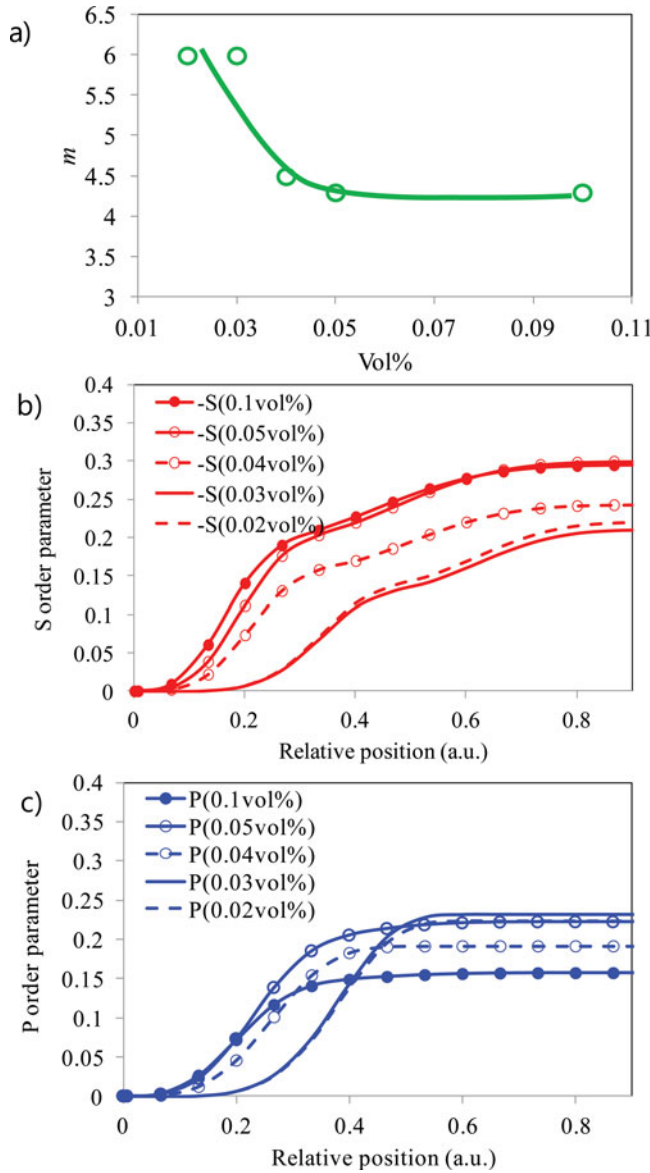 a)
6.5
6
5.5
5
4.5
4
3.5
3
m
0.01 0.03 0.05 0.07 0.09 0.11
Vol%
b)
0.4
0.35
0.3
0.25
0.2
0.15
0.1
0.05
0
S order parameter
-S(0.1vol%)
-S(0.05vol%)
-S(0.04vol%)
-S(0.03vol%)
-S(0.02vol%)
0 0.2 0.4 0.6 0.8
Relative position (a.u.)
c)
0.4
0.35
0.3
0.25
0.2
0.15
0.1
0.05
0
P order parameter
P(0.1vol%)
P(0.05vol%)
P(0.04vol%)
P(0.03vol%)
P(0.02vol%)
0 0.2 0.4 0.6 0.8
Relative position (a.u.)